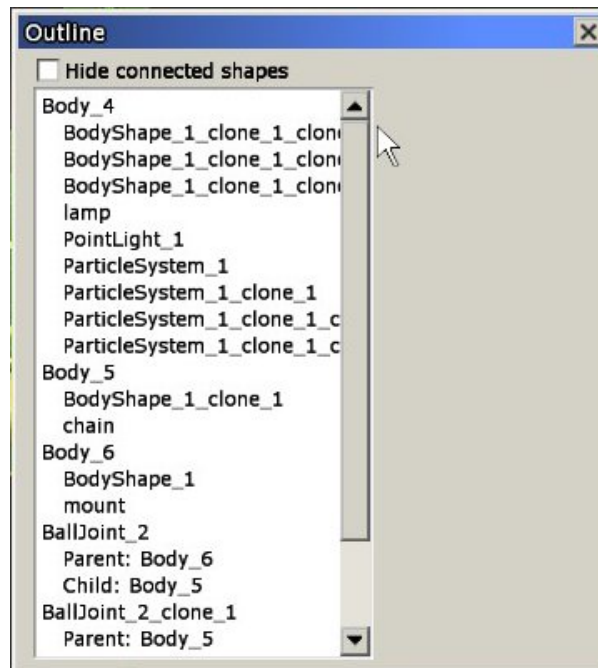 Outline
Hide connected shapes
Body_4
BodyShape_1_clone_1_clon
BodyShape_1_clone_1_clon
BodyShape_1_clone_1_clon
lamp
PointLight_1
ParticleSystem_1
ParticleSystem_1_clone_1
ParticleSystem_1_clone_1_c
ParticleSystem_1_clone_1_c
Body_5
BodyShape_1_clone_1
chain
Body_6
BodyShape_1
mount
BallJoint_2
Parent: Body_6
Child: Body_5
BallJoint_2_clone_1
Parent: Body_5